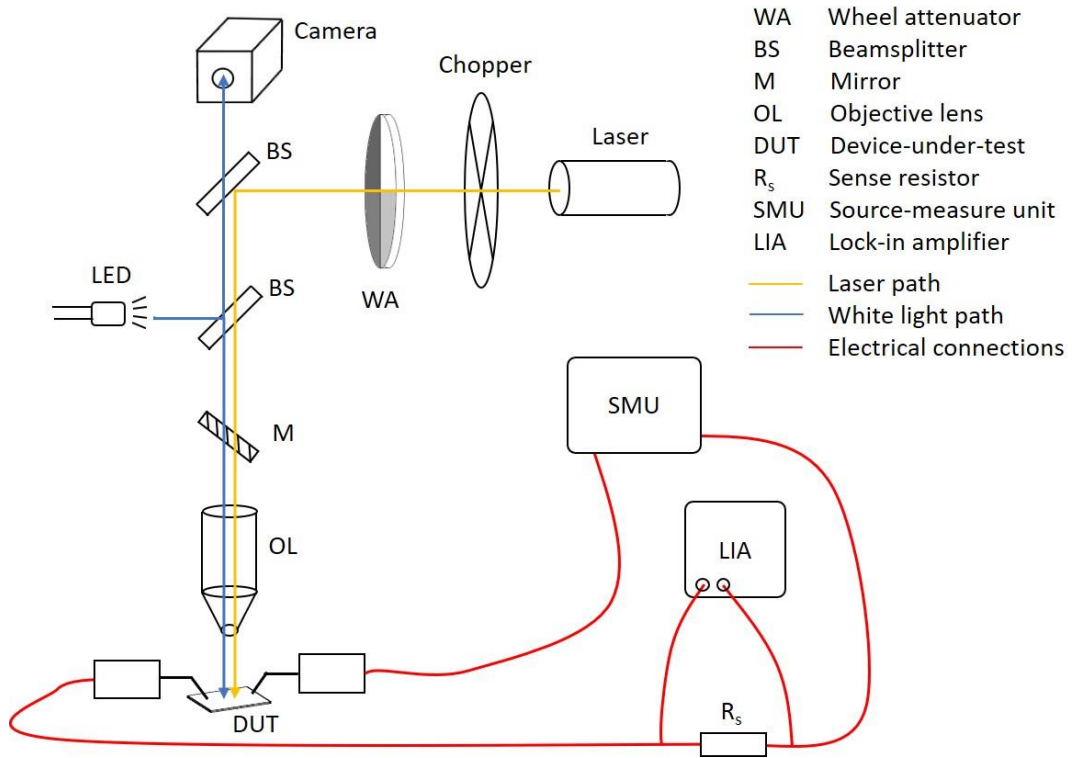 Camera
Chopper
Laser
BS
WA
LED
BS
M
OL
DUT
SMU
LIA
Rs
WA Wheel attenuator
BS Beamsplitter
M Mirror
OL Objective lens
DUT Device-under-test
Rs Sense resistor
SMU Source-measure unit
LIA Lock-in amplifier
Laser path
White light path
Electrical connections